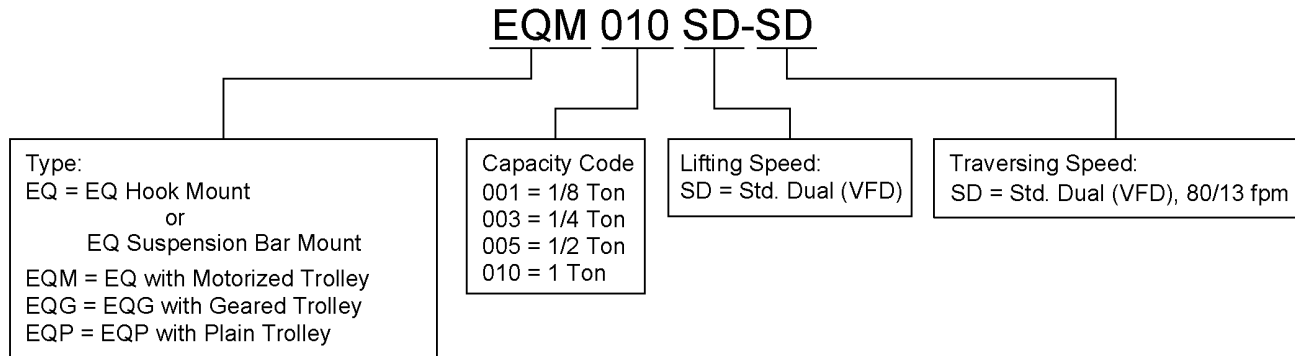 EQM 010 SD-SD
Type:
EQ = EQ Hook Mount
or
EQ Suspension Bar Mount
EQM = EQ with Motorized Trolley
EQG = EQG with Geared Trolley
EQP = EQP with Plain Trolley
Capacity Code
001 = 1/8 Ton
003 = 1/4 Ton
005 = 1/2 Ton
010 = 1 Ton
Lifting Speed:
SD = Std. Dual (VFD)
Traversing Speed:
SD = Std. Dual (VFD), 80/13 fpm